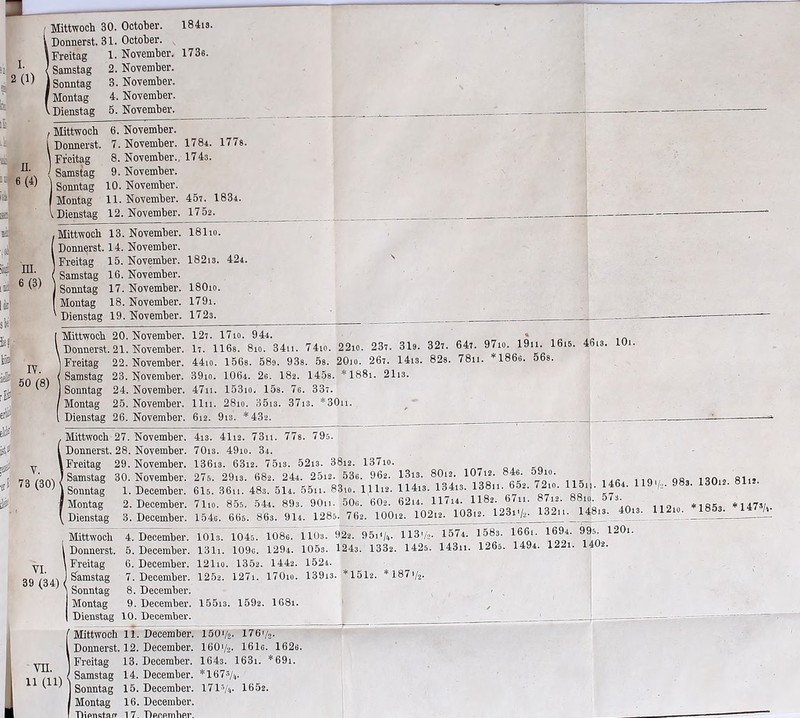 I.
2 (1)
Mittwoch 30. October. 184₁₃.
Donnerst. 31. October.
Freitag 1. November. 173₆.
Samstag 2. November.
Sonntag 3. November.
Montag 4. November.
Dienstag 5. November.
II.
6 (4)
Mittwoch 6. November.
Donnerst. 7. November. 178₄. 177₈.
Freitag 8. November. 174₃.
Samstag 9. November.
Sonntag 10. November.
Montag 11. November. 45₇. 183₄.
Dienstag 12. November. 175₂.
III.
6 (3)
Mittwoch 13. November. 181₁₀.
Donnerst. 14. November.
Freitag 15. November. 182₁₃. 42₄.
Samstag 16. November.
Sonntag 17. November. 180₁₀.
Montag 18. November. 179₁.
Dienstag 19. November. 172₃.
IV.
50 (8)
Mittwoch 20. November. 12₇. 17₁₀. 94₄.
Donnerst. 21. November. 1₇. 116₈. 8₁₀. 34₁₁. 74₁₀. 22₁₀. 23₇. 31₉. 32₇. 64₇. 97₁₀. 19₁₁. 16₁₅. 46₁₃. 10₁.
Freitag 22. November. 44₁₀. 156₈. 58₉. 93₈. 5₈. 20₁₀. 26₇. 14₁₃. 82₈. 78₁₁. *186₆. 56₈.
Samstag 23. November. 39₁₀. 106₄. 2₆. 18₂. 145₈. *188₁. 21₁₃.
Sonntag 24. November. 47₁₁. 153₁₀. 15₈. 7₆. 33₇.
Montag 25. November. 11₁₁. 28₁₀. 35₁₃. 37₁₃. *30₁₁.
Dienstag 26. November. 6₁₂. 9₁₃. *43₂.
V.
73 (30)
Mittwoch 27. November. 4₁₃. 41₁₂. 73₁₁. 77₈. 79₅.
Donnerst. 28. November. 70₁₃. 49₁₀. 3₄.
Freitag 29. November. 136₁₃. 63₁₂. 71₅₃. 52₁₃. 38₁₂. 137₁₀.
Samstag 30. November. 27₅. 29₁₃. 68₂. 24₄. 25₁₂. 53₆. 96₂. 13₁₃. 80₁₂. 107₁₂. 84₆. 59₁₀.
Sonntag 1. December. 61₅. 36₁₁. 48₃. 51₄. 55₁₁. 83₁₀. 111₁₂. 114₁₃. 134₁₃. 138₁₁. 65₂. 72₁₀. 115₁₁. 146₄. 119½. 98₃. 130₁₂. 81₁₂.
Montag 2. December. 71₁₀. 85₅. 54₄. 89₃. 90₁₁. 50₆. 60₂. 62₁₄. 117₁₄. 118₂. 67₁₁. 87₁₂. 88₁₀. 57₃.
Dienstag 3. December. 154₆. 66₅. 86₃. 91₄. 128₅. 76₂. 100₁₂. 102₁₂. 103₁₂. 123½. 132₁₁. 148₁₃. 40₁₃. 112₁₀. *185₃. *147¾.
VI.
39 (34)
Mittwoch 4. December. 101₃. 104₅. 108₆. 110₃. 92₂. 95₁¼. 113½. 157₄. 158₃. 166₁. 169₄. 99₅. 120₁.
Donnerst. 5. December. 131₁. 109₆. 129₄. 105₃. 124₃. 133₂. 142₅. 143₁₁. 126₅. 149₄. 122₁. 140₂.
Freitag 6. December. 121₁₀. 135₂. 144₂. 152₄.
Samstag 7. December. 125₂. 127₁. 170₁₀. 139₁₃. *151₂. *187½.
Sonntag 8. December.
Montag 9. December. 155₁₃. 159₂. 168₁.
Dienstag 10. December.
VII.
11 (11)
Mittwoch 11. December. 150½. 176½.
Donnerst. 12. December. 160½. 161₆. 162₆.
Freitag 13. December. 164₃. 163₁. *69₁.
Samstag 14. December. *167¾.
Sonntag 15. December. 171¾. 165₂.
Montag 16. December.
Dienstag 17. December.